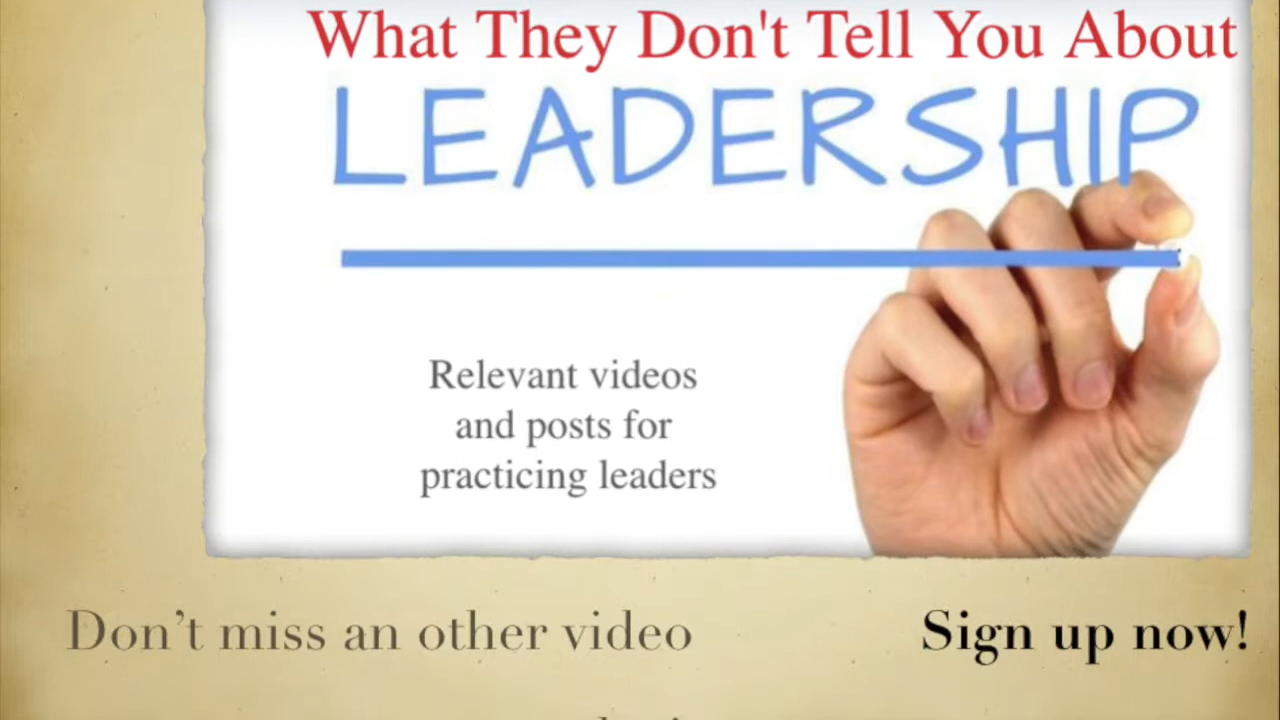 What They Don't Tell You About
LEADERSHIP
Relevant videos
and posts for
practicing leaders
Don’t miss an other video
Sign up now!